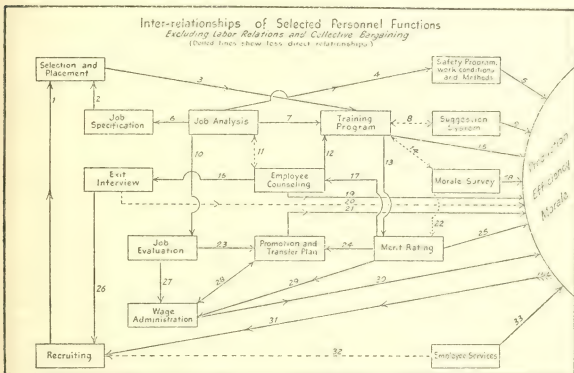 Inter-relationships of Selected Personnel Functions
Excluding Labor Relations and Collective Bargaining
(Dotted lines show less direct relationships)
Selection and
Placement
3
4
Safety Program,
work conditions
and Methods
5
1
2
Job
Specification
6
Job Analysis
7
Training
Program
8
Suggestion
System
9
10
11
12
13
14
15
Exit
Interview
16
Employee
Counseling
17
Morale Survey
18
19
20
21
22
Production
Efficiency
Morale
Job
Evaluation
23
Promotion and
Transfer Plan
24
Merit Rating
25
26
27
28
29
30
Wage
Administration
31
33
Recruiting
32
Employee Services